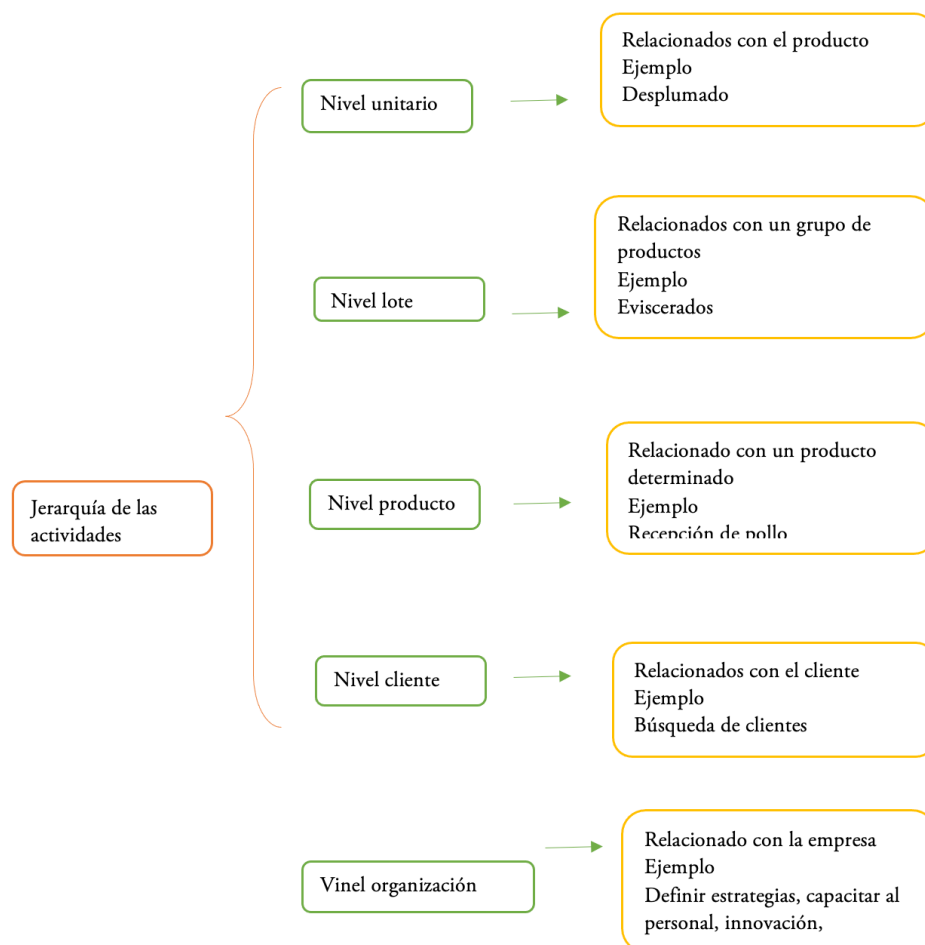 Jerarquía de las
actividades
Nivel unitario
Relacionados con el producto
Ejemplo
Desplumado
Nivel lote
Relacionados con un grupo de
productos
Ejemplo
Eviscerados
Nivel producto
Relacionado con un producto
determinado
Ejemplo
Recepción de pollo
Nivel cliente
Relacionados con el cliente
Ejemplo
Búsqueda de clientes
Vinel organización
Relacionado con la empresa
Ejemplo
Definir estrategias, capacitar al
personal, innovación,